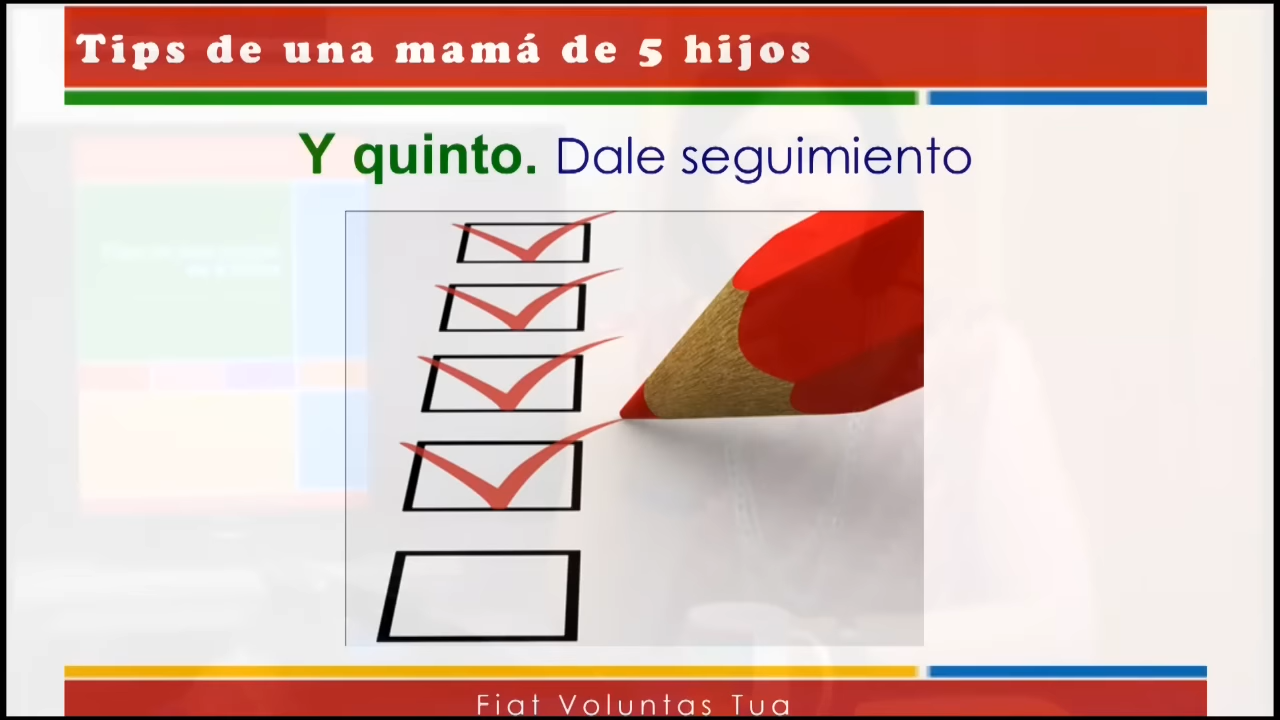 Tips de una mamá de 5 hijos
Y quinto. Dale seguimiento
Fiat Voluntas Tua